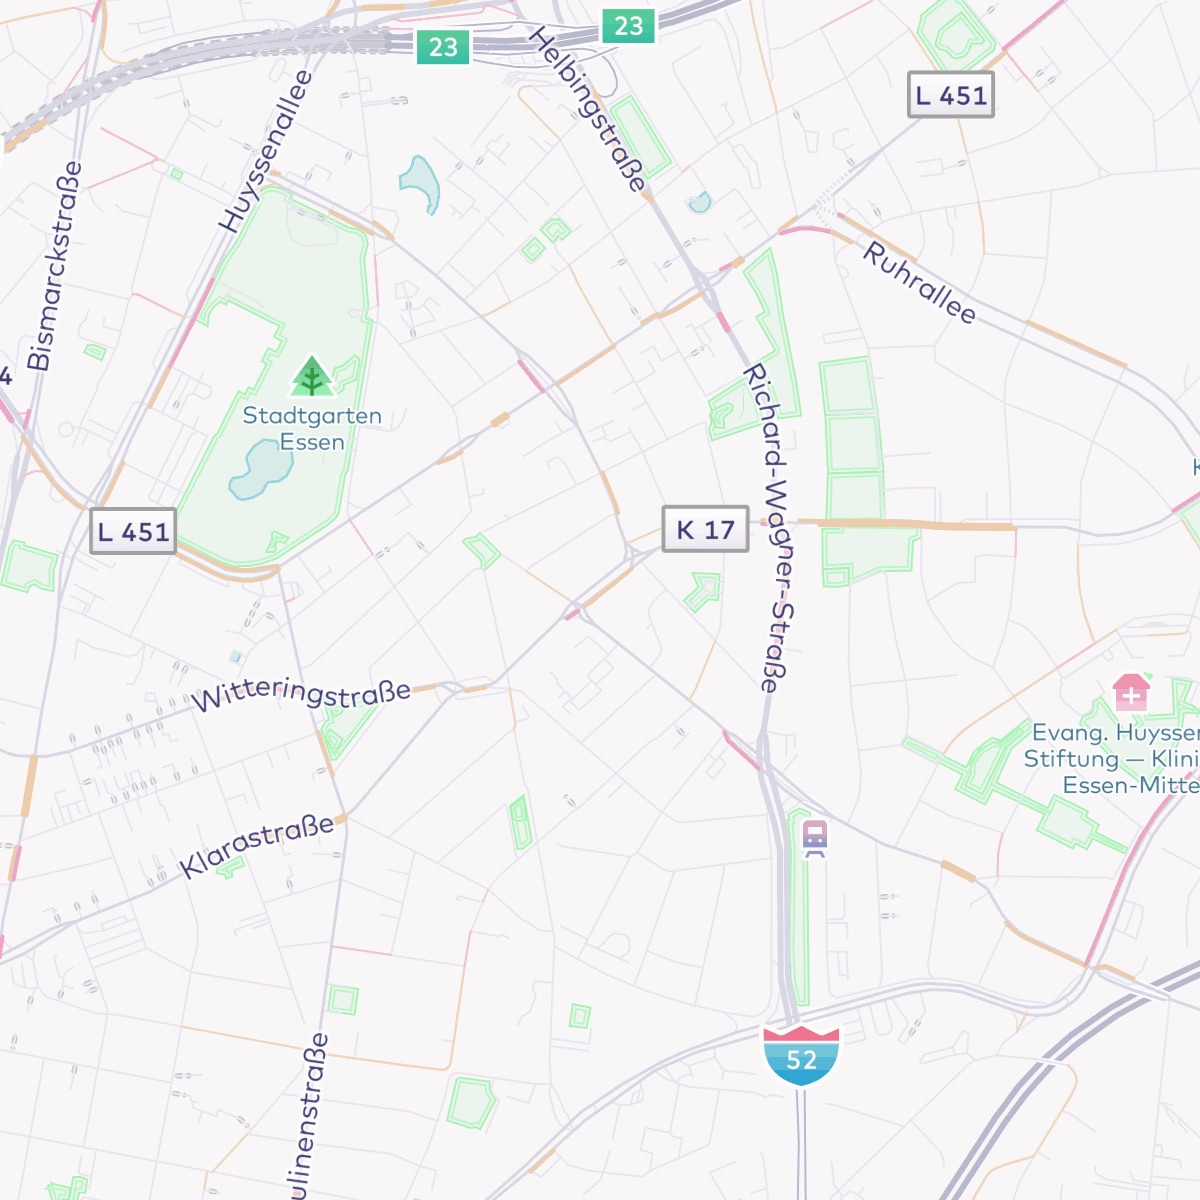 23
23
Helbingstraße
L 451
Huyssenallee
Bismarckstraße
Ruhrallee
4
Richard-Wagner-Straße
Stadtgarten
Essen
L 451
K 17
Witteringstraße
Evang. Huyssen
Stiftung — Klini
Essen-Mitte
Klarastraße
52
ulinenstraße